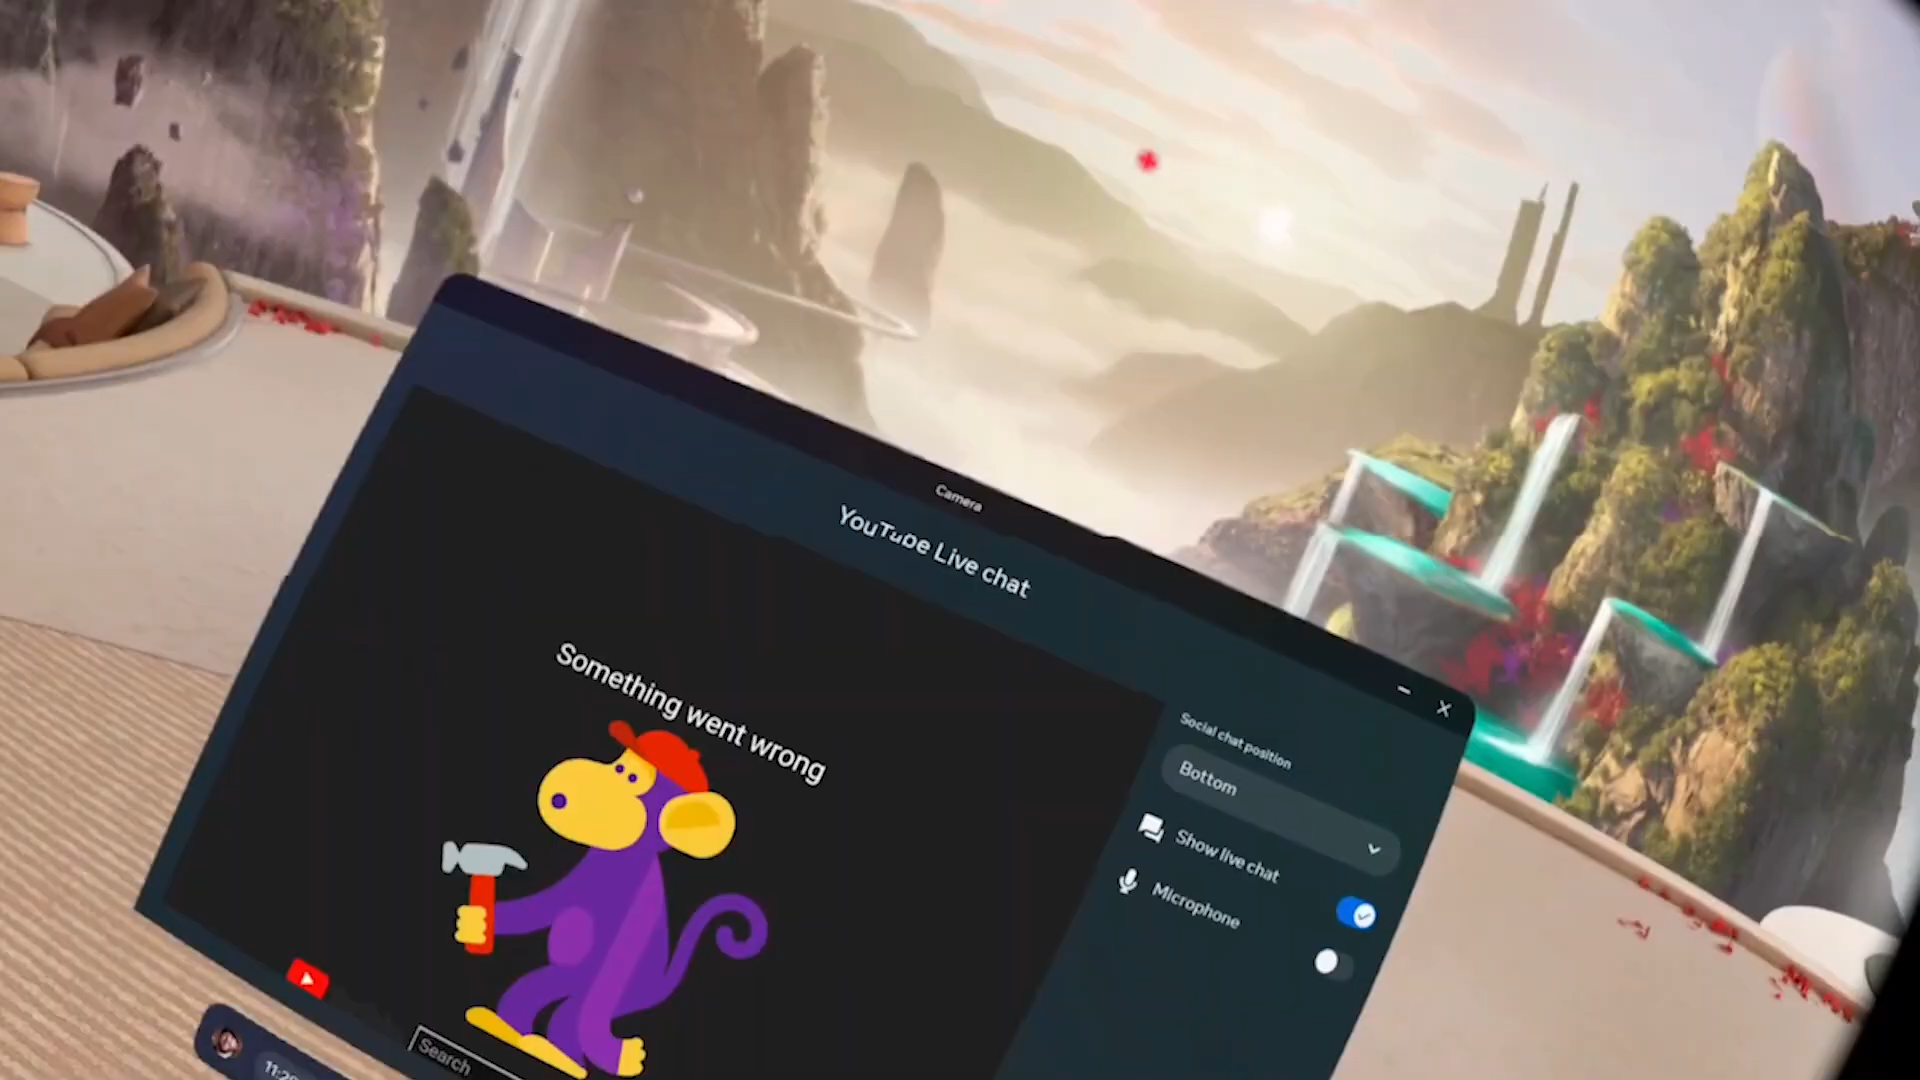 Camera
YouTube Live chat
Something went wrong
Social chat position
Bottom
Show live chat
Microphone
Search